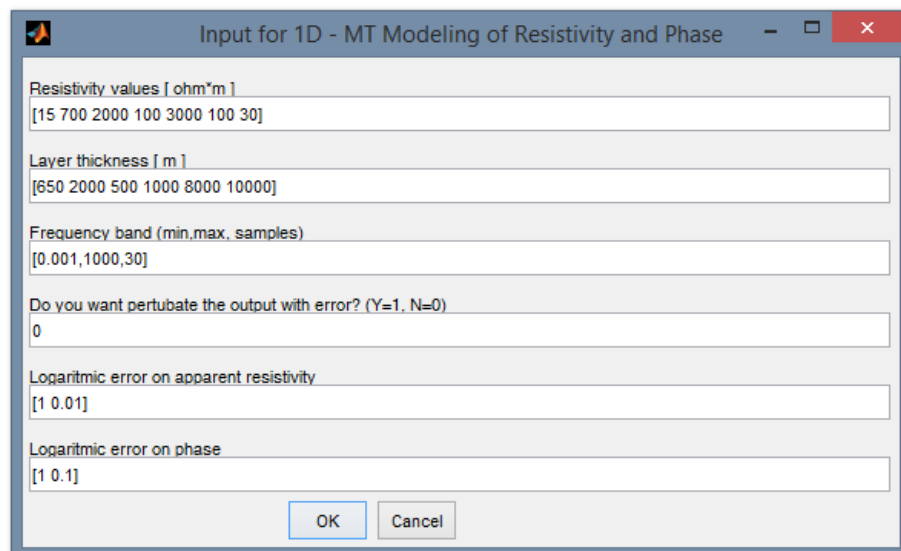 Input for 1D - MT Modeling of Resistivity and Phase
Resistivity values [ ohm*m ]
[15 700 2000 100 3000 100 30]
Layer thickness [ m ]
[650 2000 500 1000 8000 10000]
Frequency band (min,max, samples)
[0.001,1000,30]
Do you want pertubate the output with error? (Y=1, N=0)
0
Logaritmic error on apparent resistivity
[1 0.01]
Logaritmic error on phase
[1 0.1]
OK Cancel